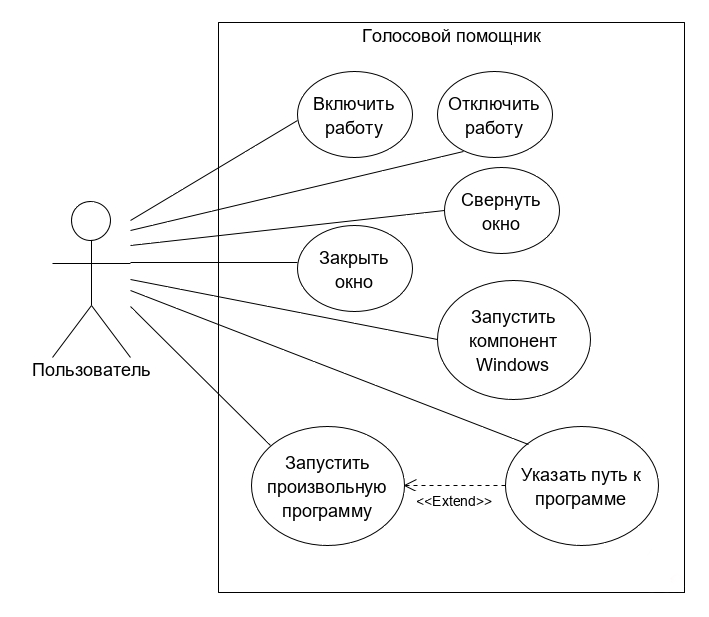 Голосовой помощник
Включить
работу
Отключить
работу
Свернуть
окно
Закрыть
окно
Запустить
компонент
Windows
Пользователь
Запустить
произвольную
программу
<<Extend>>
Указать путь к
программе